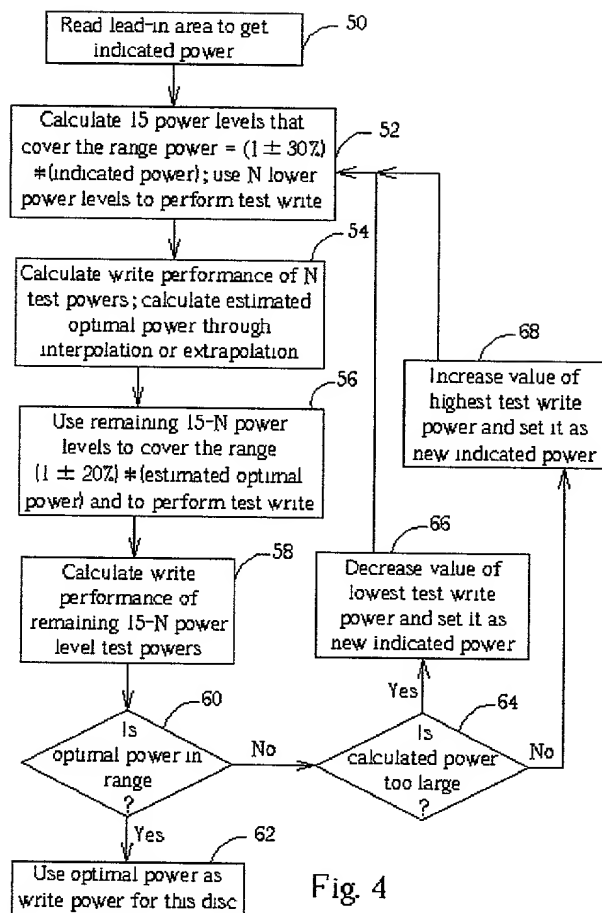 Read lead-in area to get
indicated power
50
Calculate 15 power levels that
cover the range power = (1 ± 30%)
*(indicated power); use N lower
power levels to perform test write
52
Calculate write performance of N
test powers; calculate estimated
optimal power through
interpolation or extrapolation
54
Use remaining 15-N power
levels to cover the range
(1 ± 20%) *(estimated optimal
power) and to perform test write
56
Calculate write
performance of
remaining 15-N power
level test powers
58
Is
optimal power in
range
?
60
No
Yes
Use optimal power as
write power for this disc
62
Is
calculated power
too large
?
64
Yes
No
Decrease value of
lowest test write
power and set it as
new indicated power
66
Increase value of
highest test write
power and set it as
new indicated power
68
Fig. 4